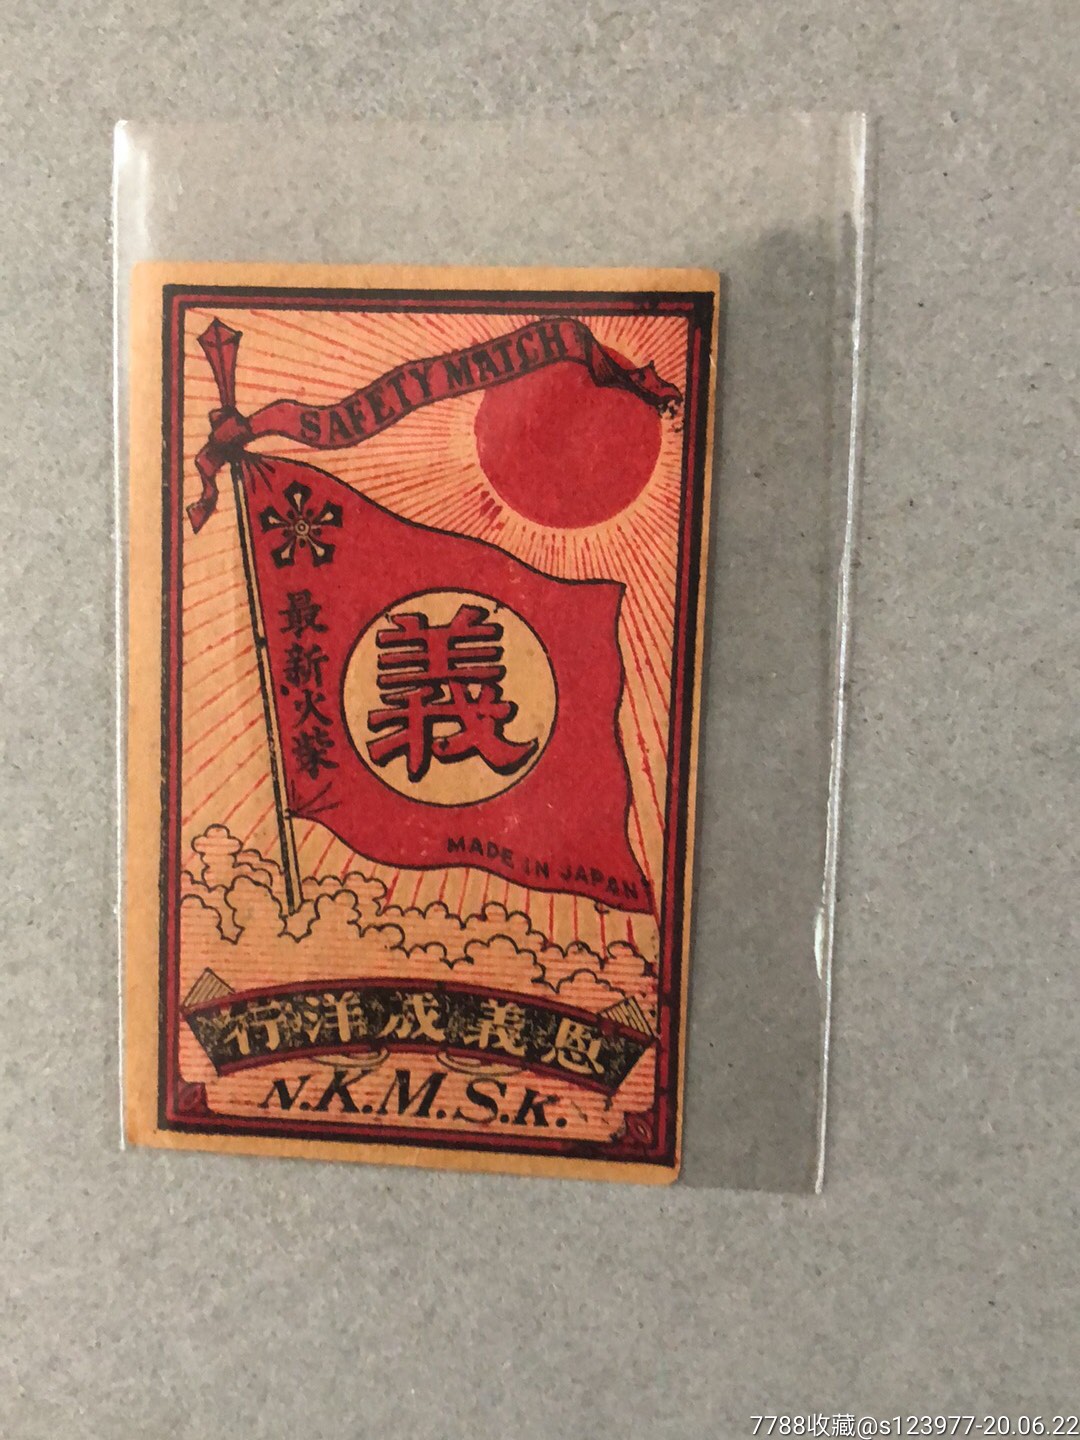 SAFETY MATCH
最新火柴
義
MADE IN JAPAN
恩義成洋行
N.K.M.S.K.
7788收藏@s123977-20.06.22